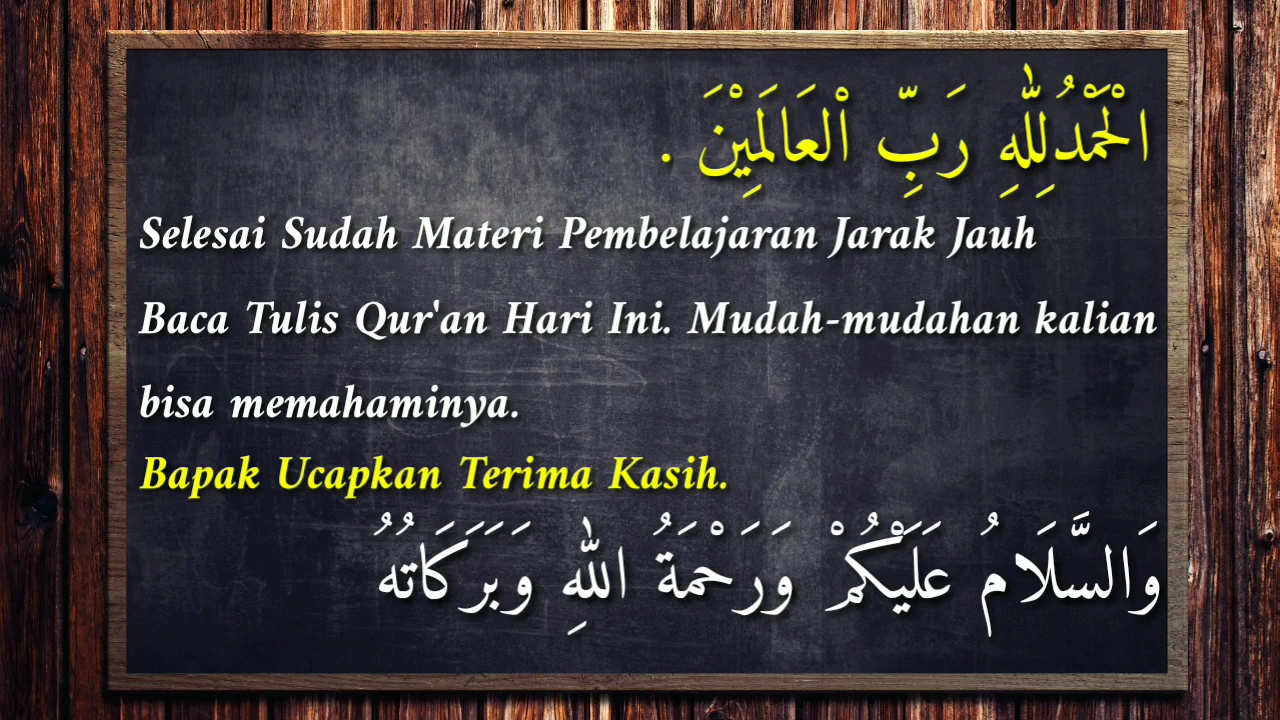 الْحَمْدُلِلّٰهِ رَبِّ اْلعَالَمِيْنَ .
Selesai Sudah Materi Pembelajaran Jarak Jauh
Baca Tulis Qur'an Hari Ini. Mudah-mudahan kalian
bisa memahaminya.
Bapak Ucapkan Terima Kasih.
وَالسَّلَامُ عَلَيْكُمْ وَرَحْمَةُ اللّٰهِ وَبَرَكَاتُهُ